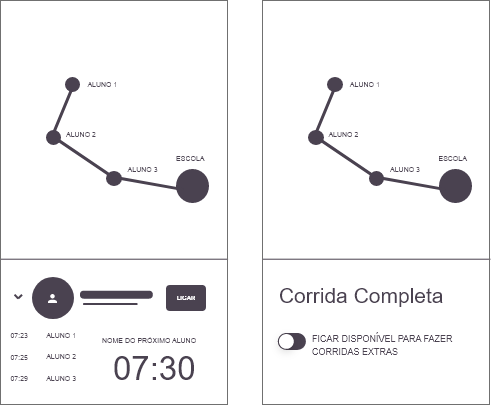 ALUNO 1
ALUNO 2
ESCOLA
ALUNO 3
LIGAR
07:23 ALUNO 1
07:25 ALUNO 2
07:29 ALUNO 3
NOME DO PRÓXIMO ALUNO
07:30
ALUNO 1
ALUNO 2
ESCOLA
ALUNO 3
Corrida Completa
FICAR DISPONÍVEL PARA FAZER
CORRIDAS EXTRAS